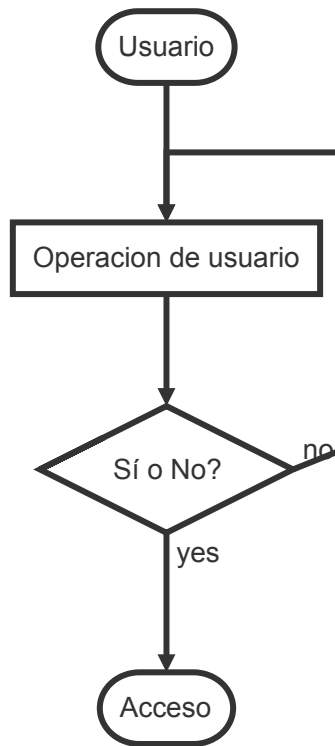 Usuario
Operacion de usuario
Sí o No?
no
yes
Acceso